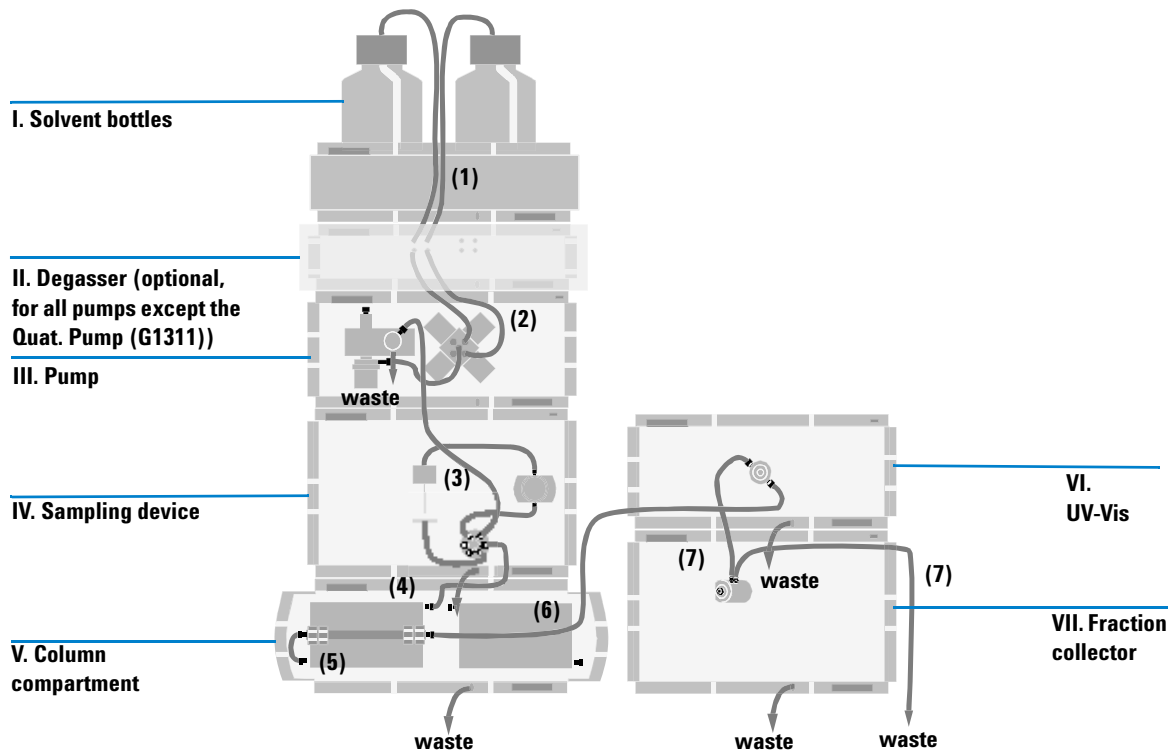 I. Solvent bottles
(1)
II. Degasser (optional,
for all pumps except the
Quat. Pump (G1311))
(2)
III. Pump
waste
(3)
IV. Sampling device
VI.
UV-Vis
(4)
(7)
waste
(7)
(6)
(5)
V. Column
compartment
VII. Fraction
collector
waste
waste
waste